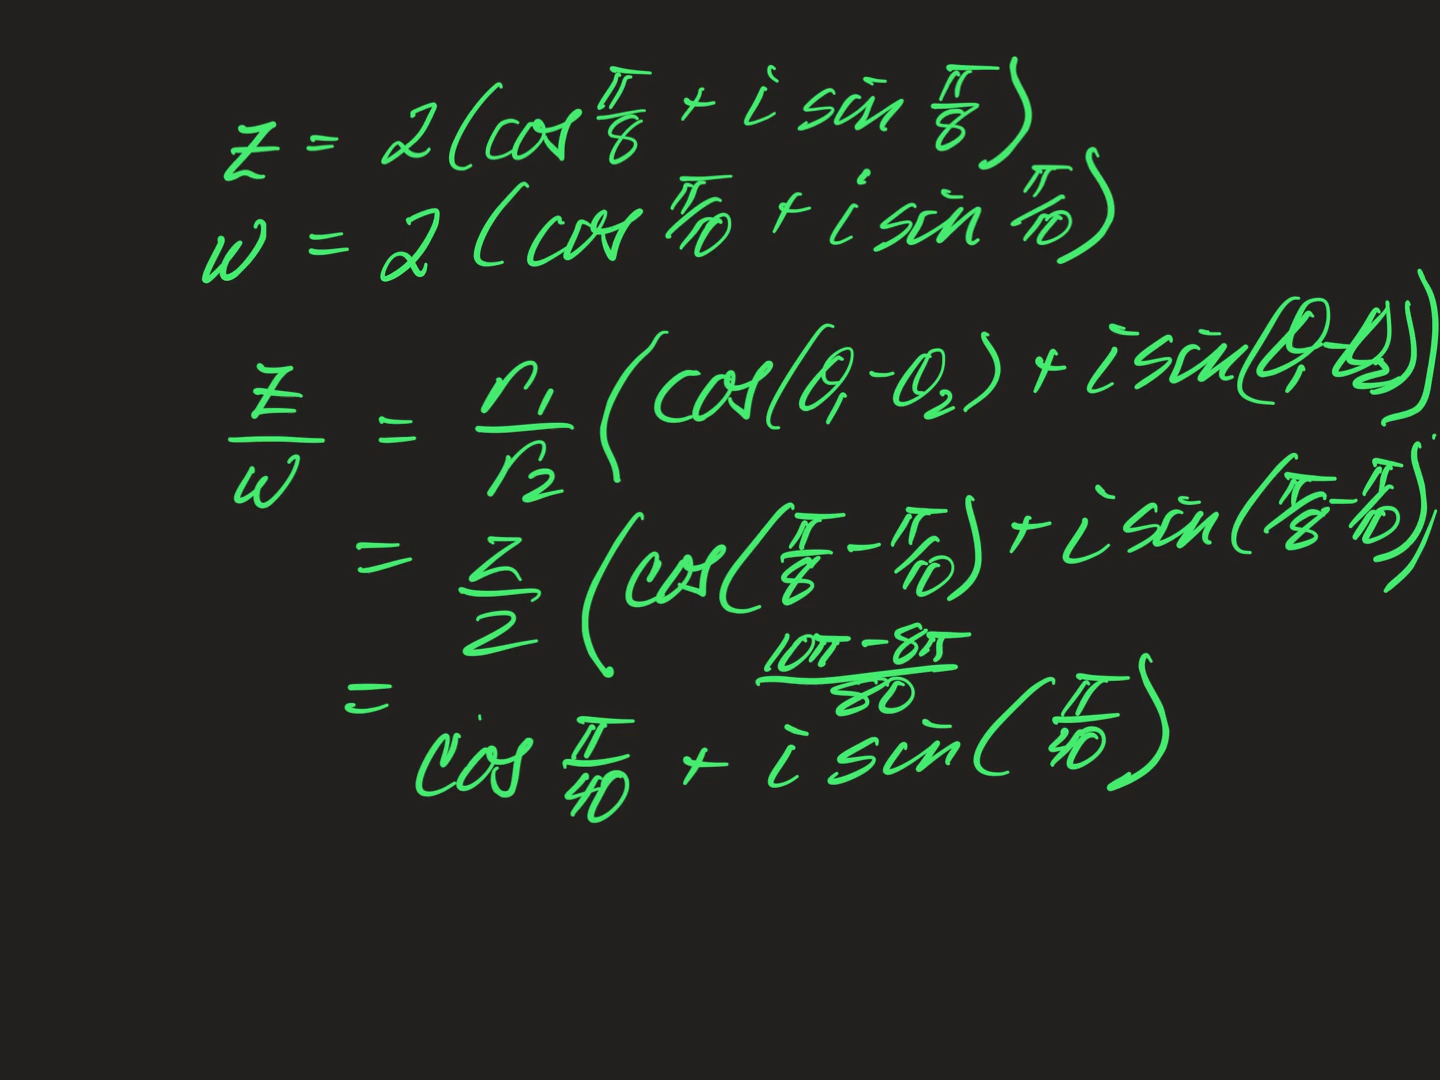 z = 2(cos π/8 + i sin π/8)
w = 2(cos π/10 + i sin π/10)
z/w = r₁/r₂ (cos(θ₁-θ₂) + i sin(θ₁-θ₂))
= 2/2 (cos(π/8 - π/10) + i sin(π/8 - π/10)
10π - 8π/80
= cos π/40 + i sin(π/40)